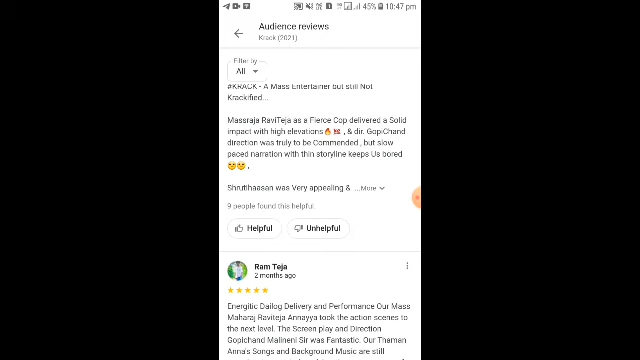 45% 10:47 pm
Audience reviews
Krack (2021)
Filter by
All
#KRACK - A Mass Entertainer but still Not
Krackified...
Massraja RaviTeja as a Fierce Cop delivered a Solid
impact with high elevations🔥 💥 , & dir. GopiChand
direction was truly to be Commended , but slow
paced narration with thin storyline keeps Us bored
🥱🥱 ,
Shrutihaasan was Very appealing & ...More
9 people found this helpful.
Helpful Unhelpful
Ram Teja
2 months ago
Energitic Dailog Delivery and Performance Our Mass
Maharaj Raviteja Annayya took the action scenes to
the next level. The Screen play and Direction
Gopichand Malineni Sir was Fantastic. Our Thaman
Anna's Songs and Background Music are still